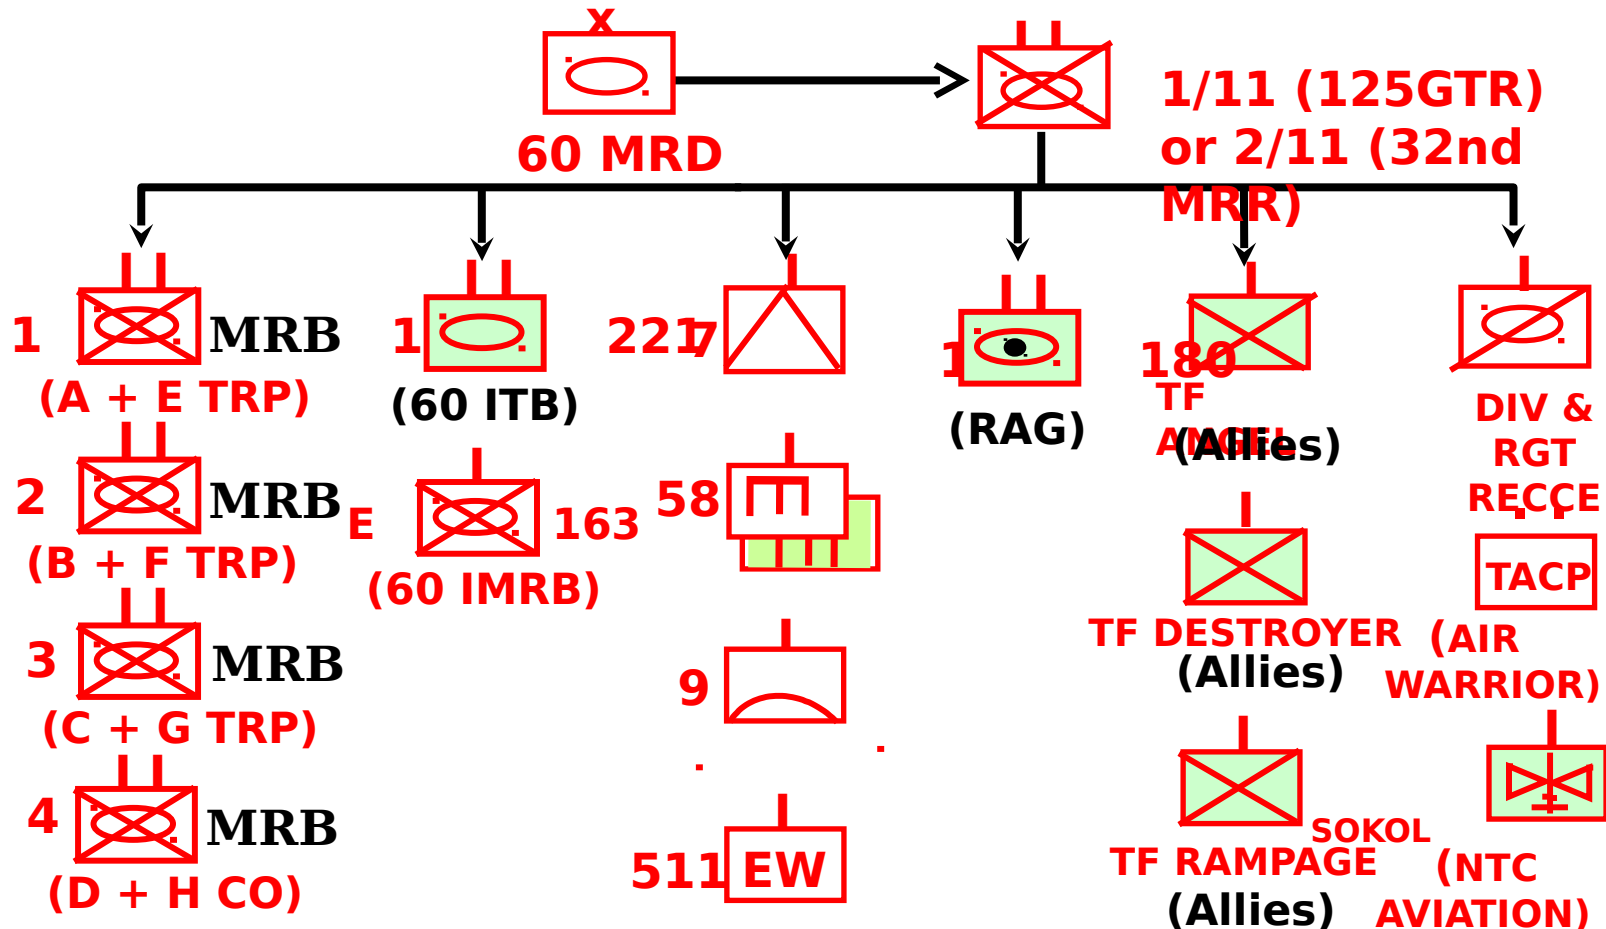 X
60 MRD
1/11 (125GTR)
or 2/11 (32nd
MRR)
1
MRB
(A + E TRP)
2
MRB
(B + F TRP)
3
MRB
(C + G TRP)
4
MRB
(D + H CO)
1
(60 ITB)
E
163
(60 IMRB)
221
7
58
9
511
EW
1
(RAG)
180
TF
ANGEL
(Allies)
TF DESTROYER
(Allies)
TF RAMPAGE
(Allies)
DIV &
RGT
RECCE
TACP
(AIR
WARRIOR)
SOKOL
(NTC
AVIATION)